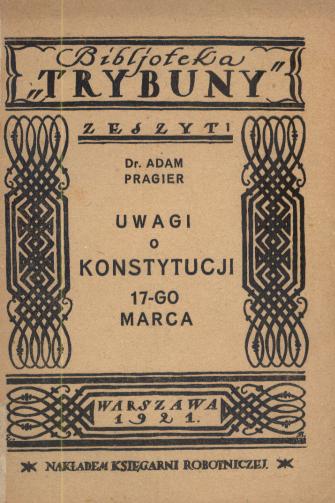 Bibljoteka
„TRYBUNY"
ZESZYT 1
Dr. ADAM
PRAGIER
UWAGI
o
KONSTYTUCJI
17-GO
MARCA
WARSZAWA
1921.
NAKŁADEM KSIĘGARNI ROBOTNICZEJ.